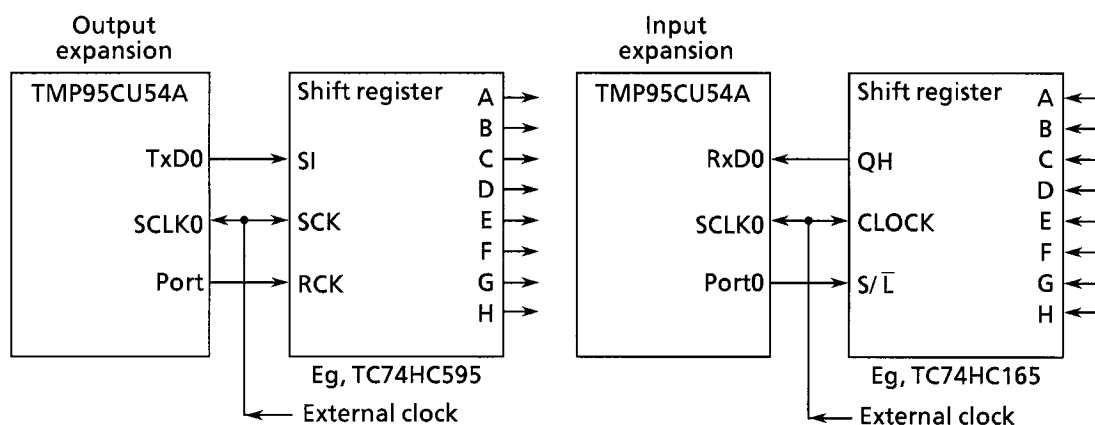 Output
expansion
TMP95CU54A
TxD0
SCLK0
Port
Shift register
SI
SCK
RCK
A
B
C
D
E
F
G
H
Eg, TC74HC595
External clock
Input
expansion
TMP95CU54A
RxD0
SCLK0
Port0
Shift register
QH
CLOCK
S/L̅
A
B
C
D
E
F
G
H
Eg, TC74HC165
External clock